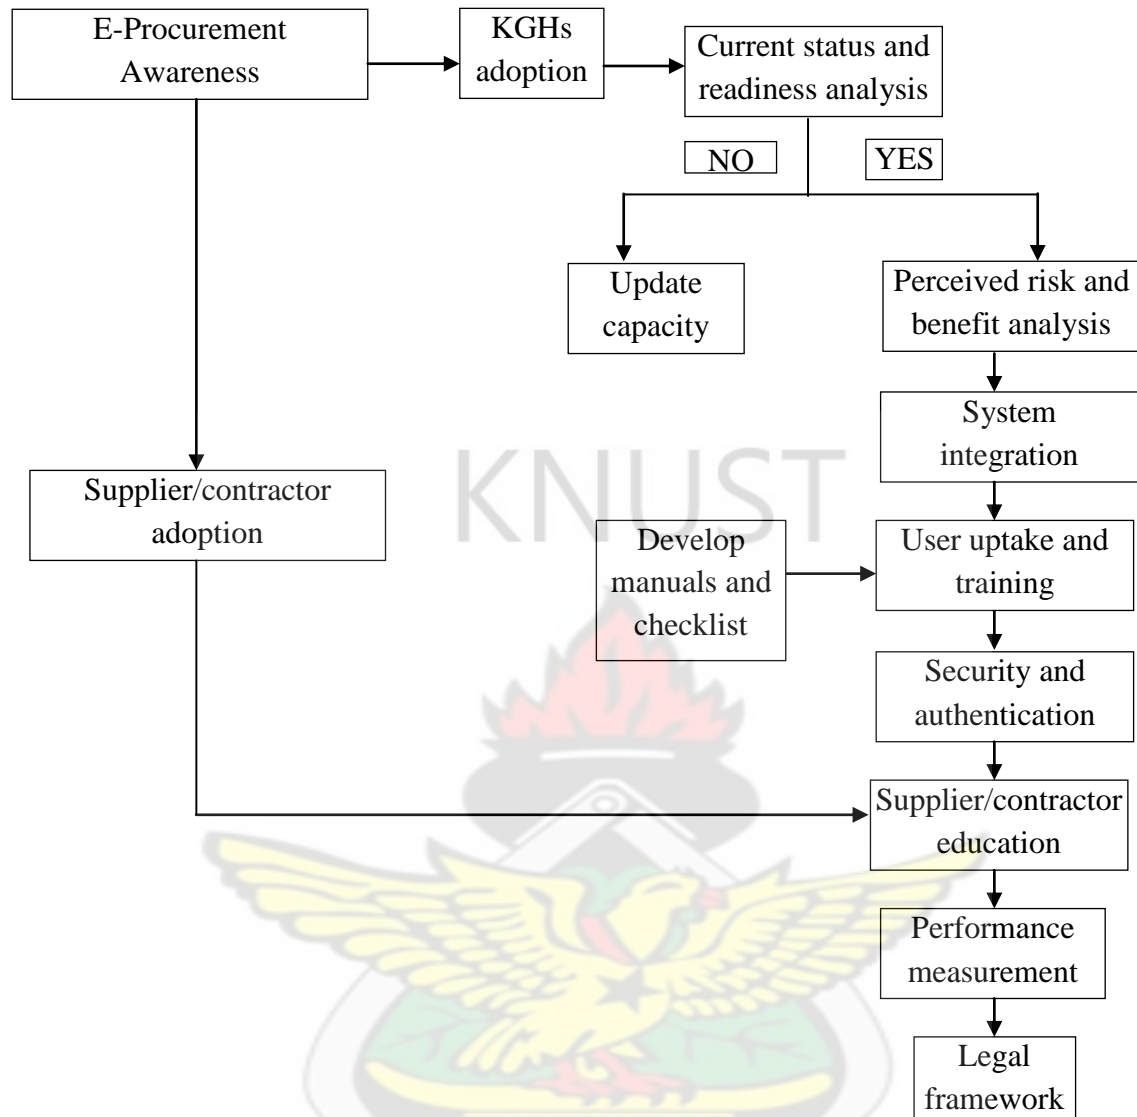 E-Procurement
Awareness
KGHs
adoption
Current status and
readiness analysis
NO
YES
Update
capacity
Perceived risk and
benefit analysis
System
integration
KNUST
Supplier/contractor
adoption
Develop
manuals and
checklist
User uptake and
training
Security and
authentication
Supplier/contractor
education
Performance
measurement
Legal
framework